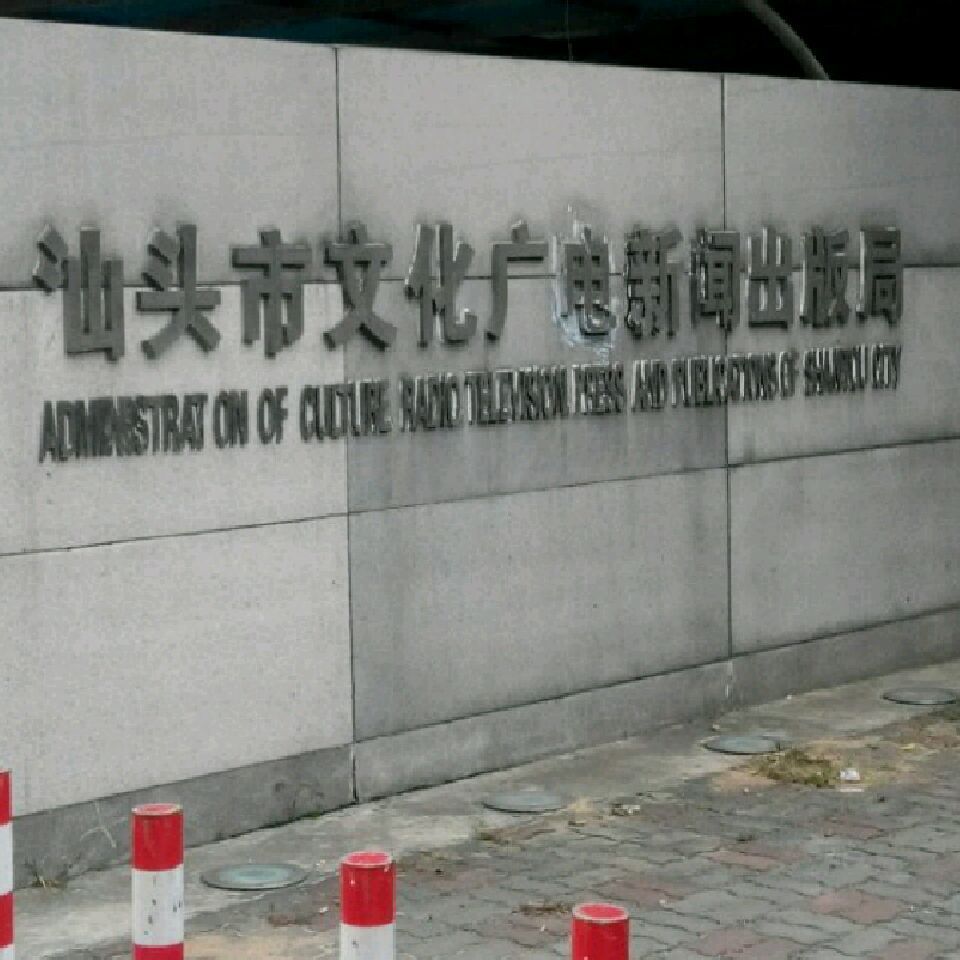 汕头市文化广电新闻出版局
ADMINISTRATION OF CULTURE RADIO TELEVISION PRESS AND PUBLICATIONS OF SHANTOU CITY